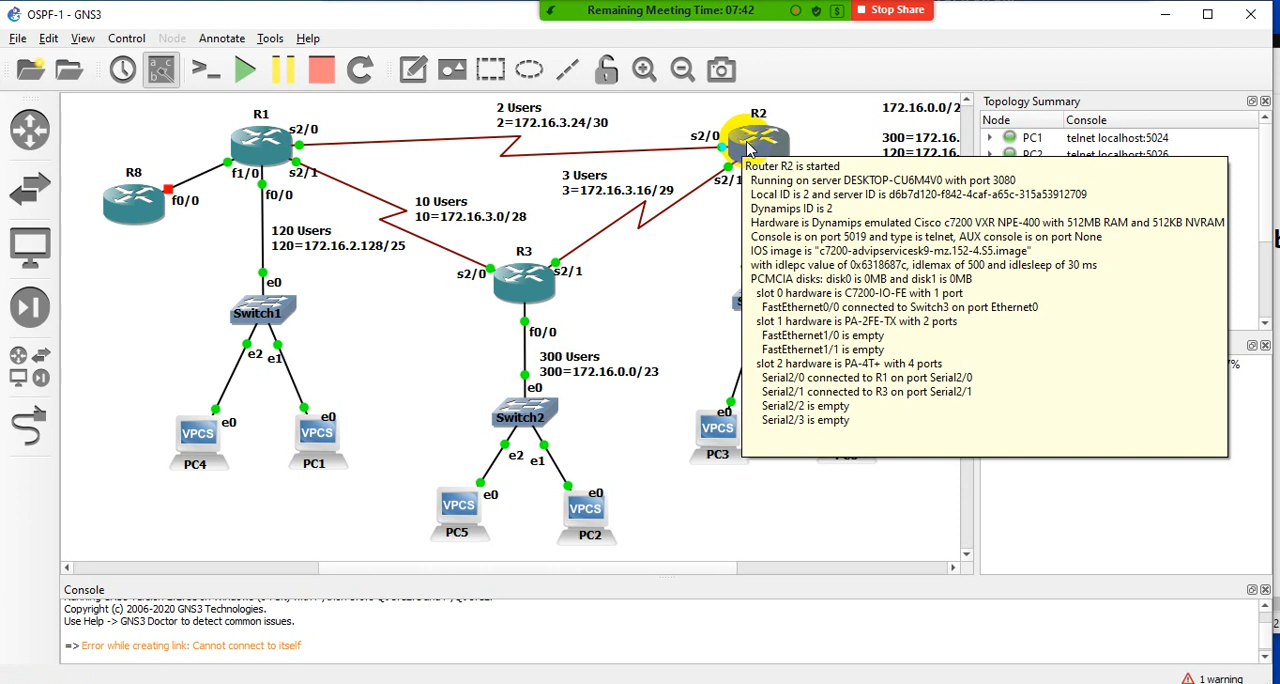 OSPF-1 - GNS3
Remaining Meeting Time: 07:42
Stop Share
File Edit View Control Node Annotate Tools Help
R1
s2/0
f1/0
s2/1
f0/0
R8
f0/0
2 Users
2=172.16.3.24/30
R2
s2/0
s2/1
172.16.0.0/2
300=172.16.
120=172.16.
3 Users
3=172.16.3.16/29
10 Users
10=172.16.3.0/28
120 Users
120=172.16.2.128/25
R3
s2/0
s2/1
f0/0
e0
Switch1
e2
e1
300 Users
300=172.16.0.0/23
e0
Switch2
e2
e1
e0
VPCS
PC4
e0
VPCS
PC1
e0
VPCS
PC5
e0
VPCS
PC2
e0
VPCS
PC3
Topology Summary
Node Console
PC1 telnet localhost:5024
PC2 telnet localhost:5026
Router R2 is started
Running on server DESKTOP-CU6M4V0 with port 3080
Local ID is 2 and server ID is d6b7d120-f842-4caf-a65c-315a53912709
Dynamips ID is 2
Hardware is Dynamips emulated Cisco c7200 VXR NPE-400 with 512MB RAM and 512KB NVRAM
Console is on port 5019 and type is telnet, AUX console is on port None
IOS image is "c7200-advipservicesk9-mz.152-4.S5.image"
with idlepc value of 0x6318687c, idlemax of 500 and idlesleep of 30 ms
PCMCIA disks: disk0 is 0MB and disk1 is 0MB
slot 0 hardware is C7200-IO-FE with 1 port
FastEthernet0/0 connected to Switch3 on port Ethernet0
slot 1 hardware is PA-2FE-TX with 2 ports
FastEthernet1/0 is empty
FastEthernet1/1 is empty
slot 2 hardware is PA-4T+ with 4 ports
Serial2/0 connected to R1 on port Serial2/0
Serial2/1 connected to R3 on port Serial2/1
Serial2/2 is empty
Serial2/3 is empty
Console
Copyright (c) 2006-2020 GNS3 Technologies.
Use Help -> GNS3 Doctor to detect common issues.
=> Error while creating link: Cannot connect to itself
1 warning